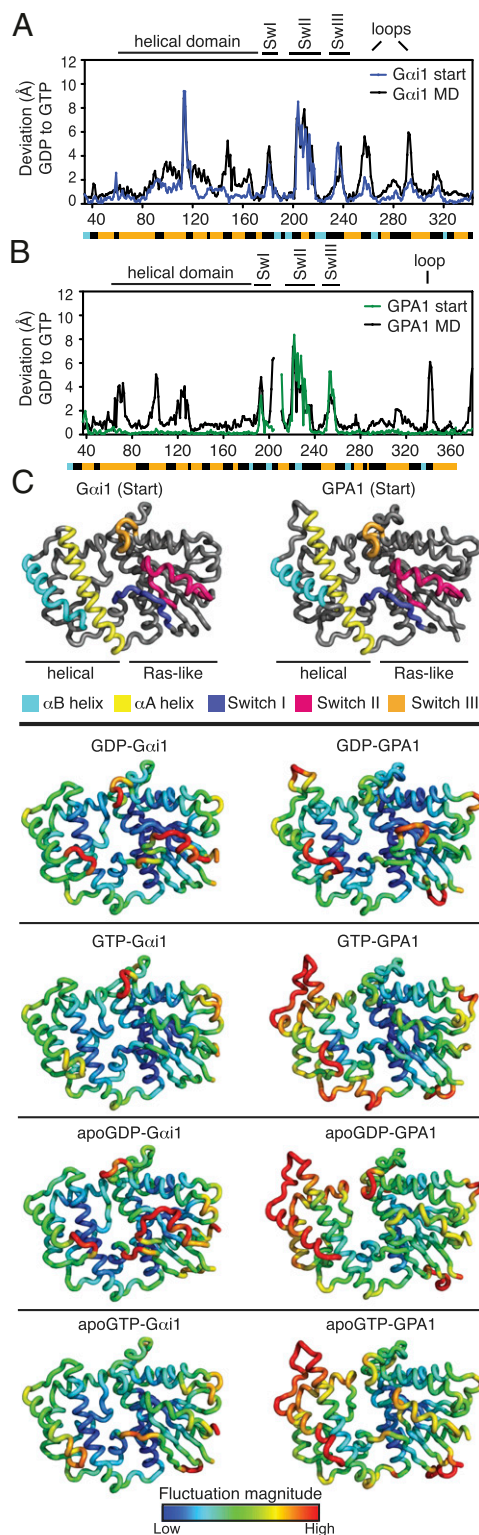 A
helical domain
SwI
SwII
SwIII
loops
Deviation (Å)
GDP to GTP
12
10
8
6
4
2
0
Gαi1 start
Gαi1 MD
40 80 120 160 200 240 280 320
B
helical domain
SwI
SwII
SwIII
loop
Deviation (Å)
GDP to GTP
12
10
8
6
4
2
0
GPA1 start
GPA1 MD
40 80 120 160 200 240 280 320 360
C
Gαi1 (Start) GPA1 (Start)
helical Ras-like helical Ras-like
αB helix αA helix Switch I Switch II Switch III
GDP-Gαi1 GDP-GPA1
GTP-Gαi1 GTP-GPA1
apoGDP-Gαi1 apoGDP-GPA1
apoGTP-Gαi1 apoGTP-GPA1
Fluctuation magnitude
Low High